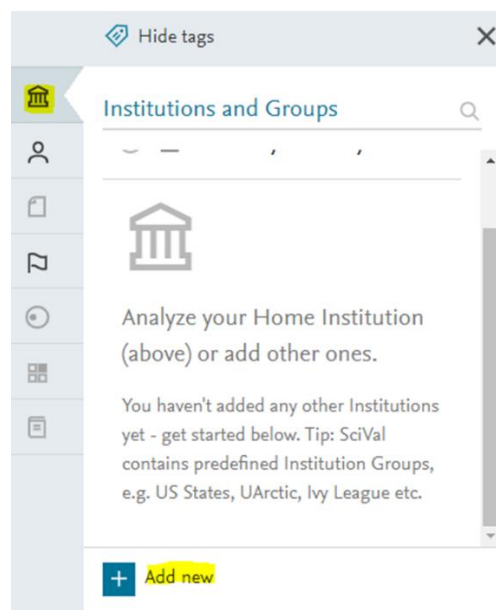 Hide tags
Institutions and Groups
Analyze your Home Institution
(above) or add other ones.
You haven't added any other Institutions
yet - get started below. Tip: SciVal
contains predefined Institution Groups,
e.g. US States, UArctic, Ivy League etc.
Add new